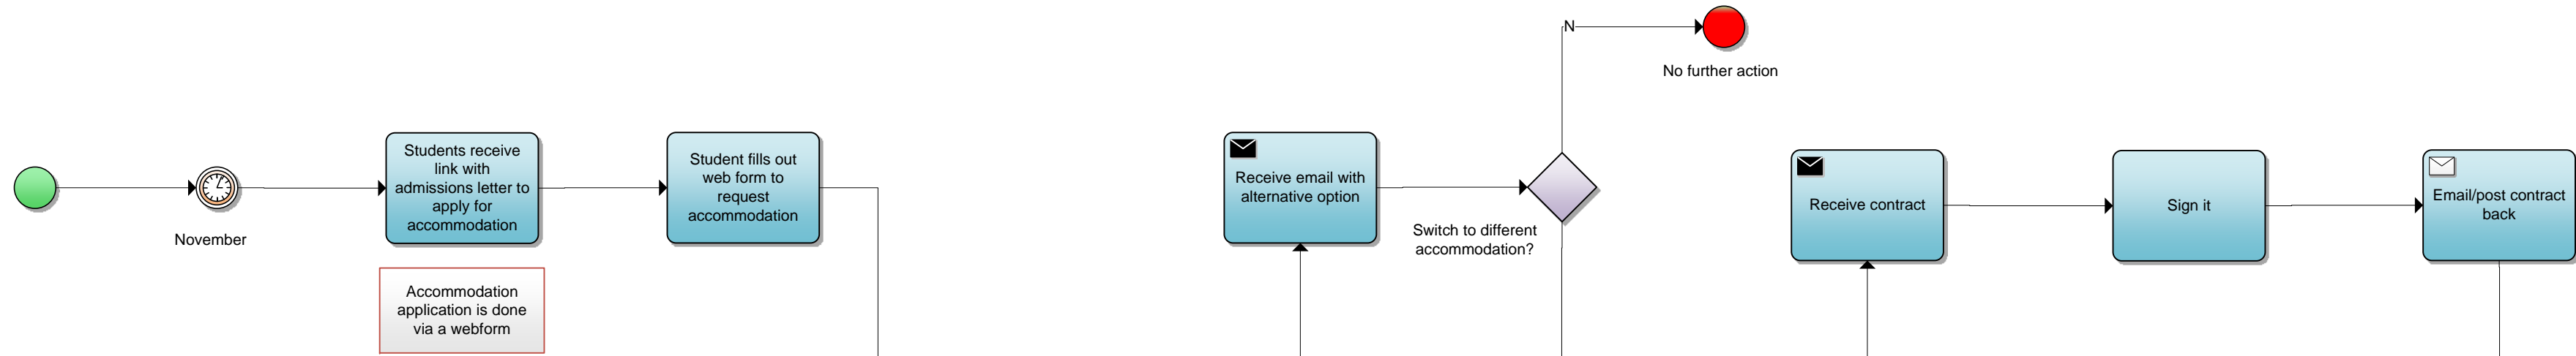 N
No further action
Students receive
link with
admissions letter to
apply for
accommodation
Student fills out
web form to
request
accommodation
November
Accommodation
application is done
via a webform
Receive email with
alternative option
Switch to different
accommodation?
Receive contract
Sign it
Email/post contract
back